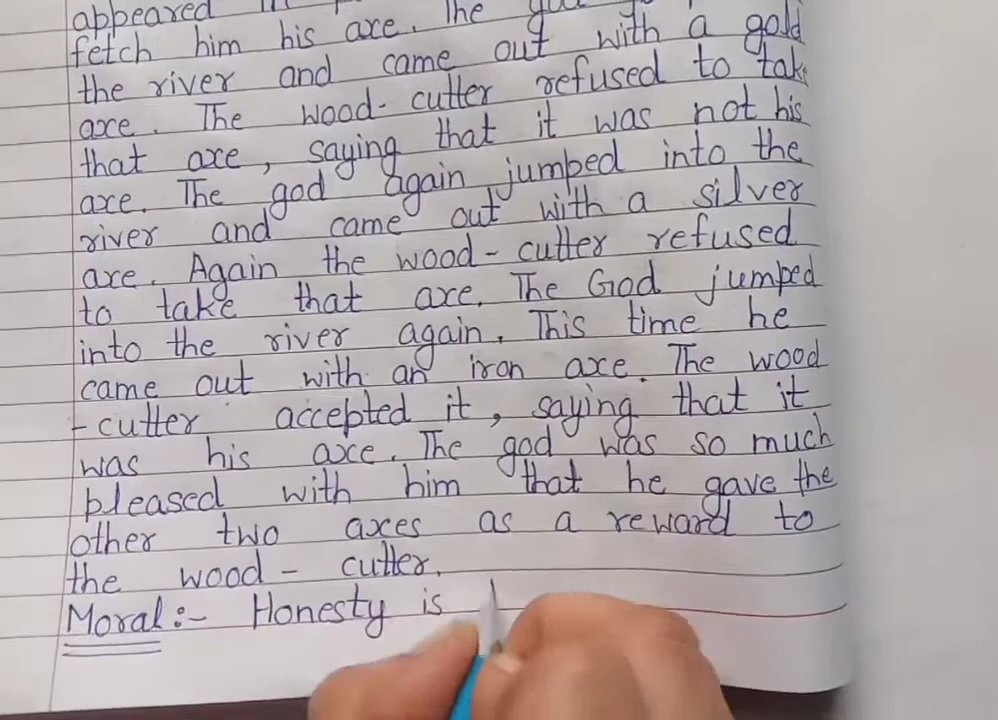 appeared
fetch him his axe. The
the river and came out with a gold
axe. The wood-cutter refused to take
that axe, saying that it was not his
axe. The god again jumped into the
river and came out with a silver
axe. Again the wood-cutter refused
to take that axe. The God jumped
into the river again. This time he
came out with an iron axe. The wood
-cutter accepted it, saying that it
was his axe. The god was so much
pleased with him that he gave the
other two axes as a reward to
the wood-cutter.
Moral:- Honesty is